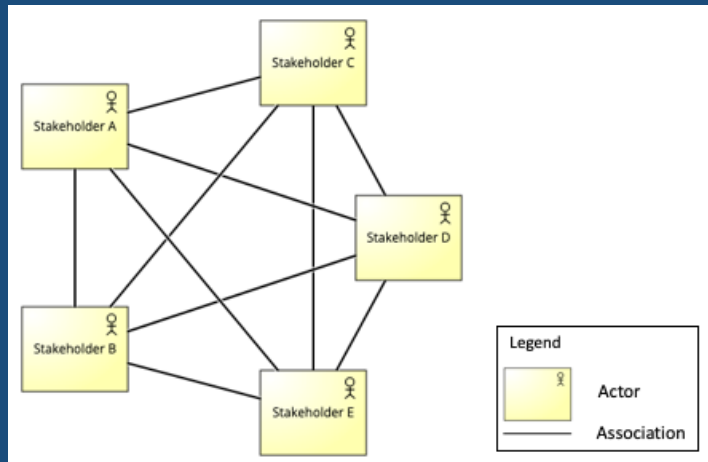 Stakeholder C
Stakeholder A
Stakeholder D
Stakeholder B
Stakeholder E
Legend
Actor
Association